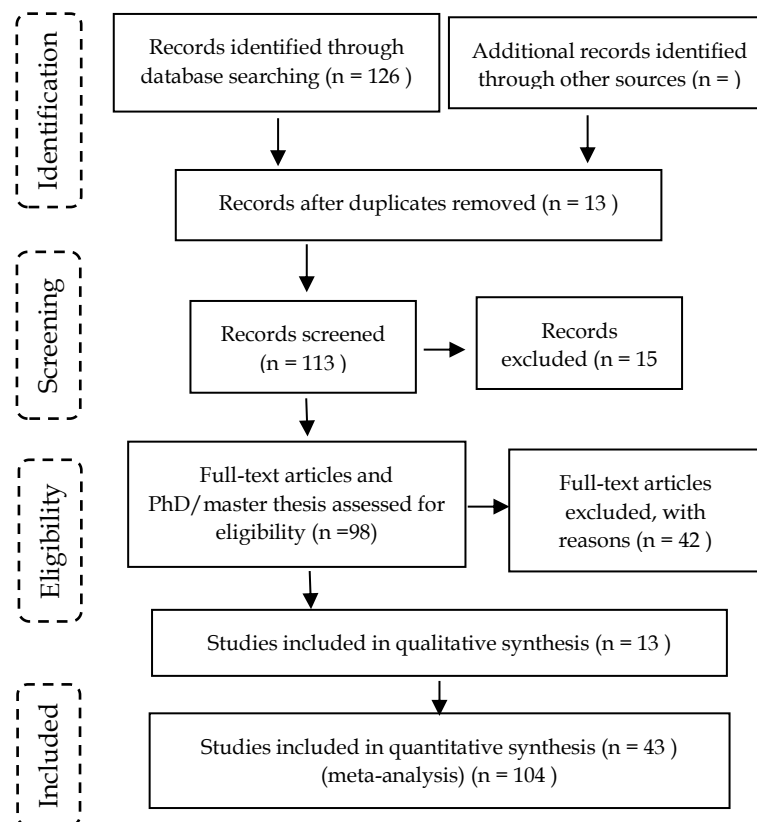 Identification
Records identified through
database searching (n = 126 )
Additional records identified
through other sources (n = )
Records after duplicates removed (n = 13 )
Screening
Records screened
(n = 113 )
Records
excluded (n = 15
Eligibility
Full-text articles and
PhD/master thesis assessed for
eligibility (n =98)
Full-text articles
excluded, with
reasons (n = 42 )
Studies included in qualitative synthesis (n = 13 )
Included
Studies included in quantitative synthesis (n = 43 )
(meta-analysis) (n = 104 )